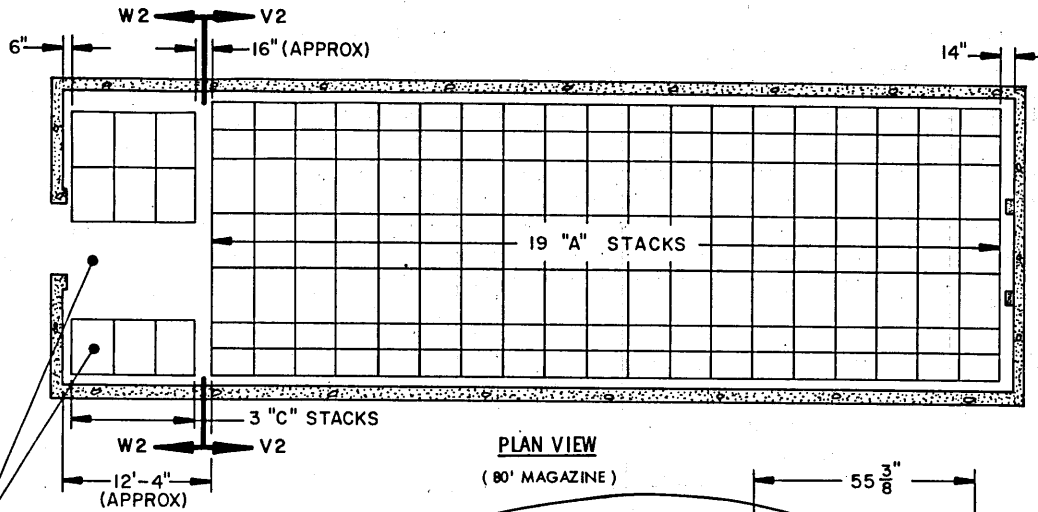 W2 V2
6" 16" (APPROX) 14"
19 "A" STACKS
3 "C" STACKS
W2 V2
PLAN VIEW
(80' MAGAZINE)
12'-4"
(APPROX)
55 3/8"